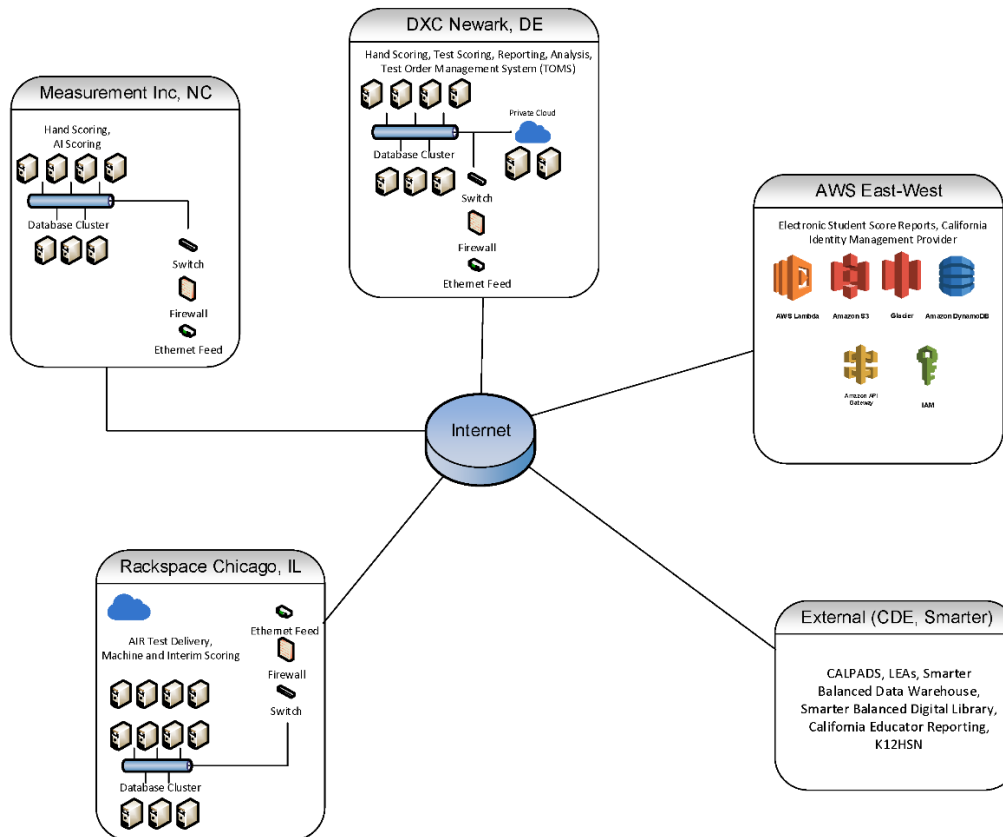 DXC Newark, DE
Hand Scoring, Test Scoring, Reporting, Analysis,
Test Order Management System (TOMS)
Private Cloud
Database Cluster
Switch
Firewall
Ethernet Feed
Measurement Inc, NC
Hand Scoring,
AI Scoring
Database Cluster
Switch
Firewall
Ethernet Feed
AWS East-West
Electronic Student Score Reports, California
Identity Management Provider
AWS Lambda
Amazon S3
Glacier
Amazon DynamoDB
Amazon API
Gateway
IAM
Internet
Rackspace Chicago, IL
Ethernet Feed
AIR Test Delivery,
Machine and Interim Scoring
Firewall
Switch
Database Cluster
External (CDE, Smarter)
CALPADS, LEAs, Smarter
Balanced Data Warehouse,
Smarter Balanced Digital Library,
California Educator Reporting,
K12HSN